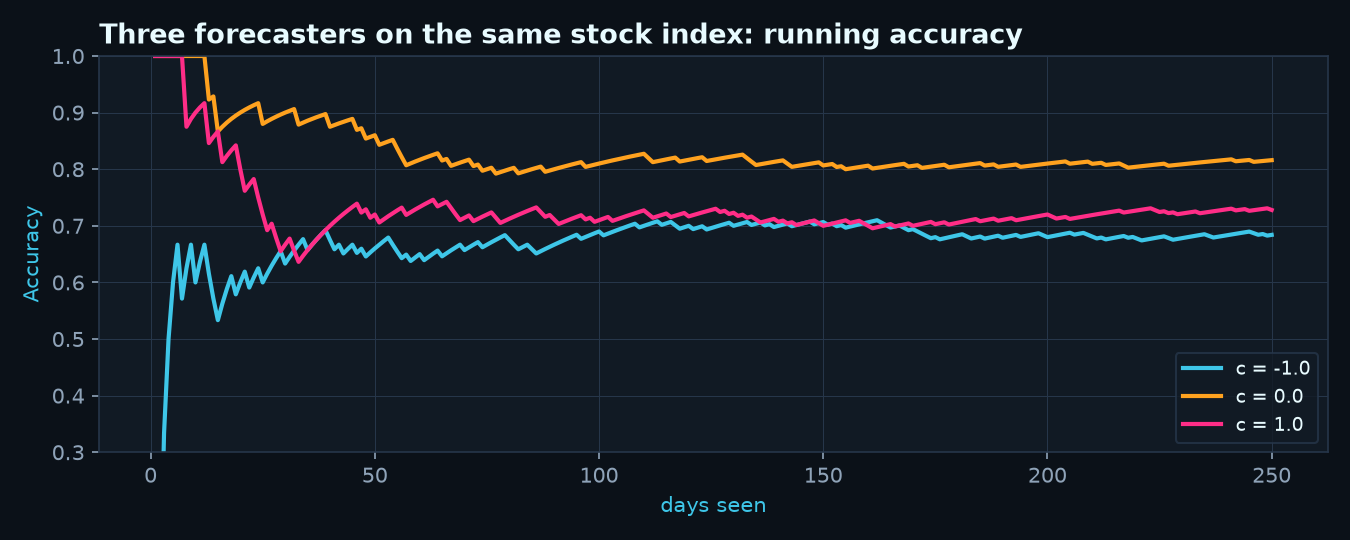 Three forecasters on the same stock index: running accuracy
1.0
0.9
0.8
0.7
0.6
0.5
0.4
0.3
Accuracy
c = -1.0
c = 0.0
c = 1.0
0 50 100 150 200 250
days seen